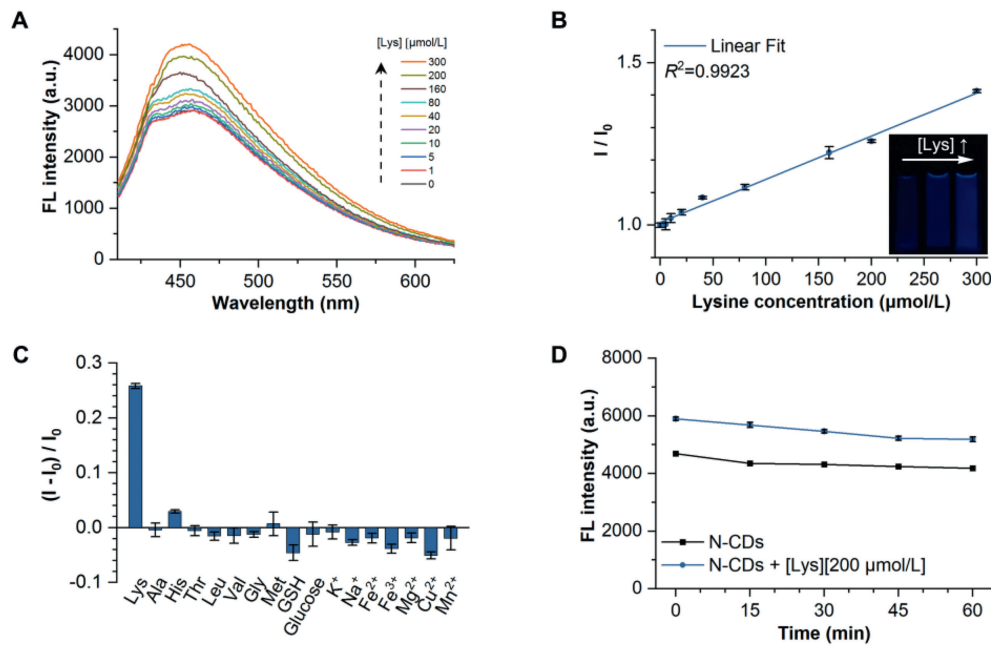 A
FL intensity (a.u.)
4000
3000
2000
1000
0
450
500
550
600
Wavelength (nm)
[Lys] [μmol/L]
300
200
160
80
40
20
10
5
1
0
B
I / I₀
1.5
1.0
Linear Fit
R²=0.9923
[Lys] ↑
0
50
100
150
200
250
300
Lysine concentration (μmol/L)
C
(I -I₀) / I₀
0.3
0.2
0.1
0.0
-0.1
Lys
Ala
His
Thr
Leu
Val
Gly
Met
GSH
Glucose
K⁺
Na⁺
Fe²⁺
Fe³⁺
Mg²⁺
Cu²⁺
Mn²⁺
D
FL intensity (a.u.)
8000
6000
4000
2000
0
N-CDs
N-CDs + [Lys][200 μmol/L]
0
15
30
45
60
Time (min)